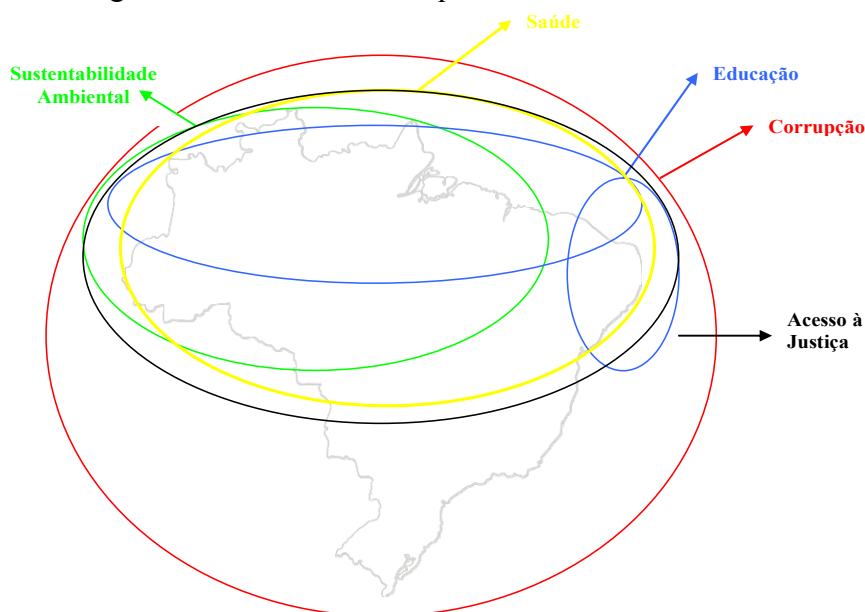 Saúde
Sustentabilidade
Ambiental
Educação
Corrupção
Acesso à
Justiça